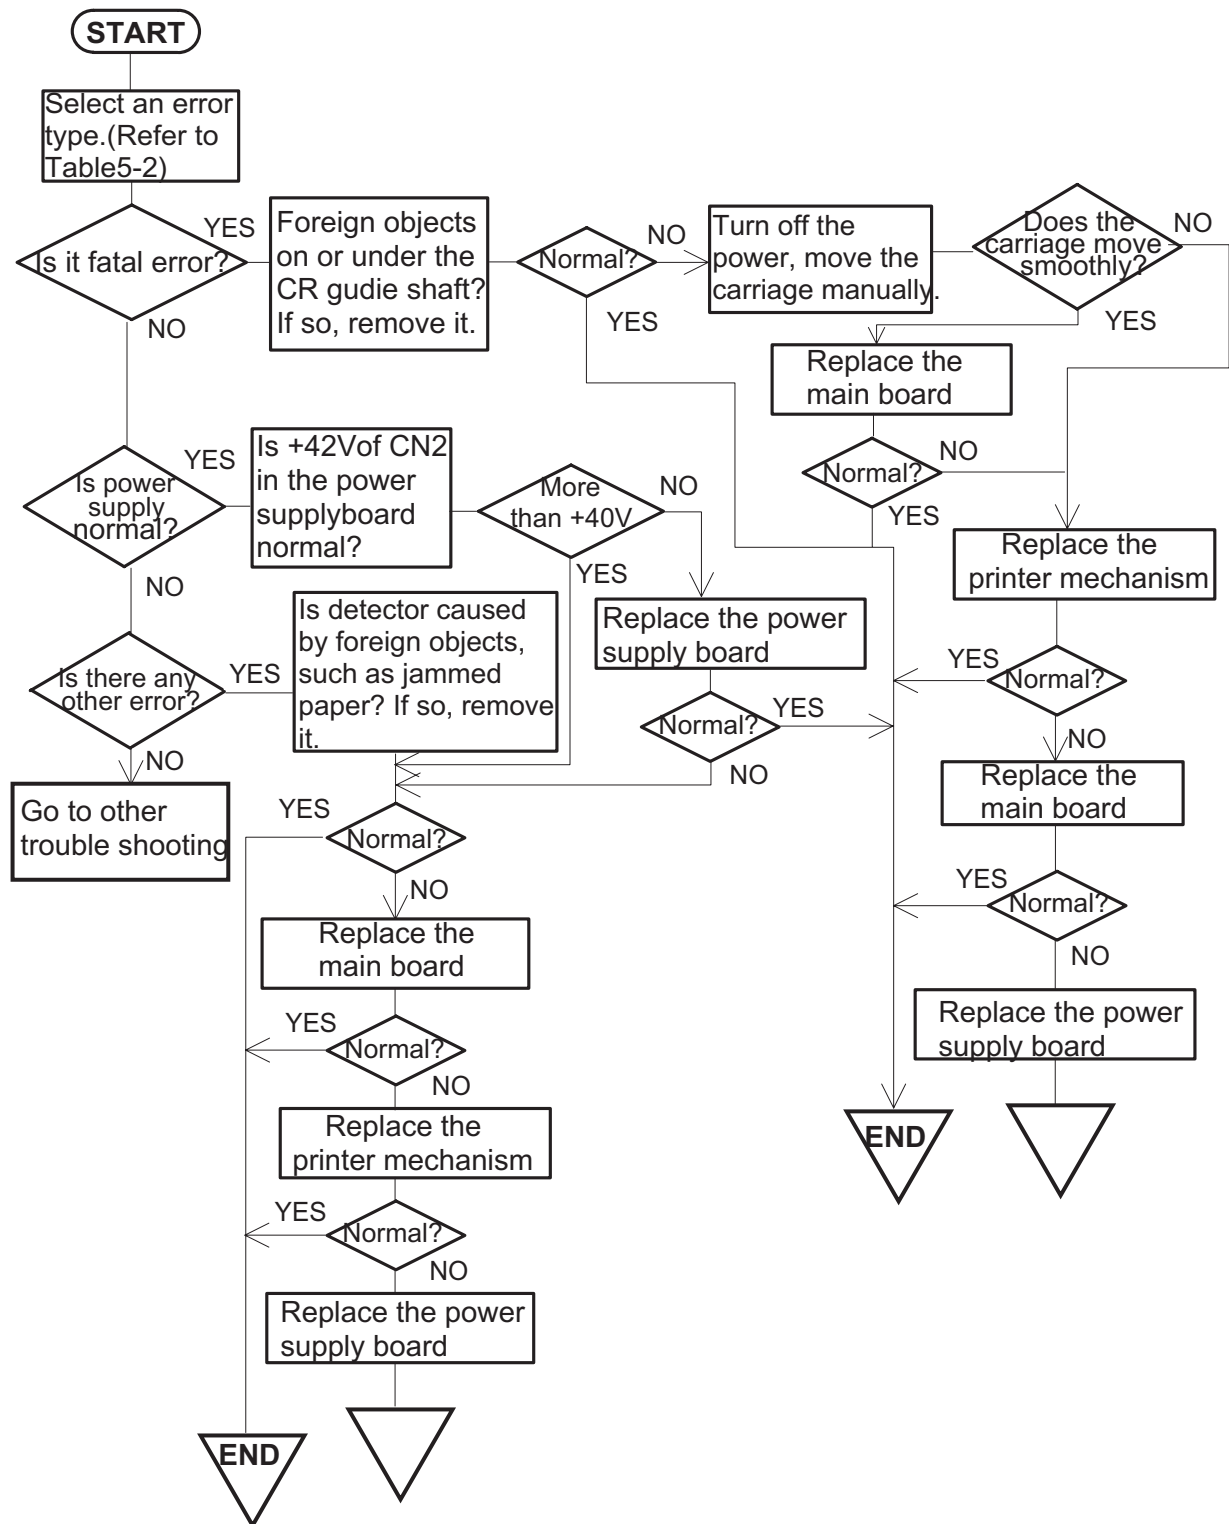 START
Select an error
type.(Refer to
Table5-2)
Is it fatal error?
YES
NO
Foreign objects
on or under the
CR gudie shaft?
If so, remove it.
Normal?
NO
YES
Turn off the
power, move the
carriage manually.
Does the
carriage move
smoothly?
NO
YES
Replace the
main board
Normal?
NO
YES
Is power
supply
normal?
YES
NO
Is +42Vof CN2
in the power
supplyboard
normal?
More
than +40V
NO
YES
Replace the power
supply board
Normal?
YES
NO
Replace the
printer mechanism
YES
Normal?
NO
Replace the
main board
YES
Normal?
NO
Replace the power
supply board
END
Is there any
other error?
YES
NO
Is detector caused
by foreign objects,
such as jammed
paper? If so, remove
it.
Go to other
trouble shooting
YES
Normal?
NO
Replace the
main board
YES
Normal?
NO
Replace the
printer mechanism
YES
Normal?
NO
Replace the power
supply board
END